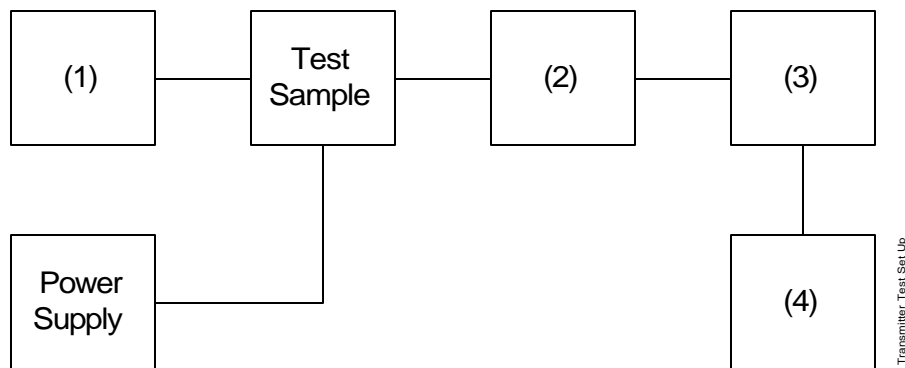 (1)
Test
Sample
(2)
(3)
Power
Supply
(4)
Transmitter Test Set Up